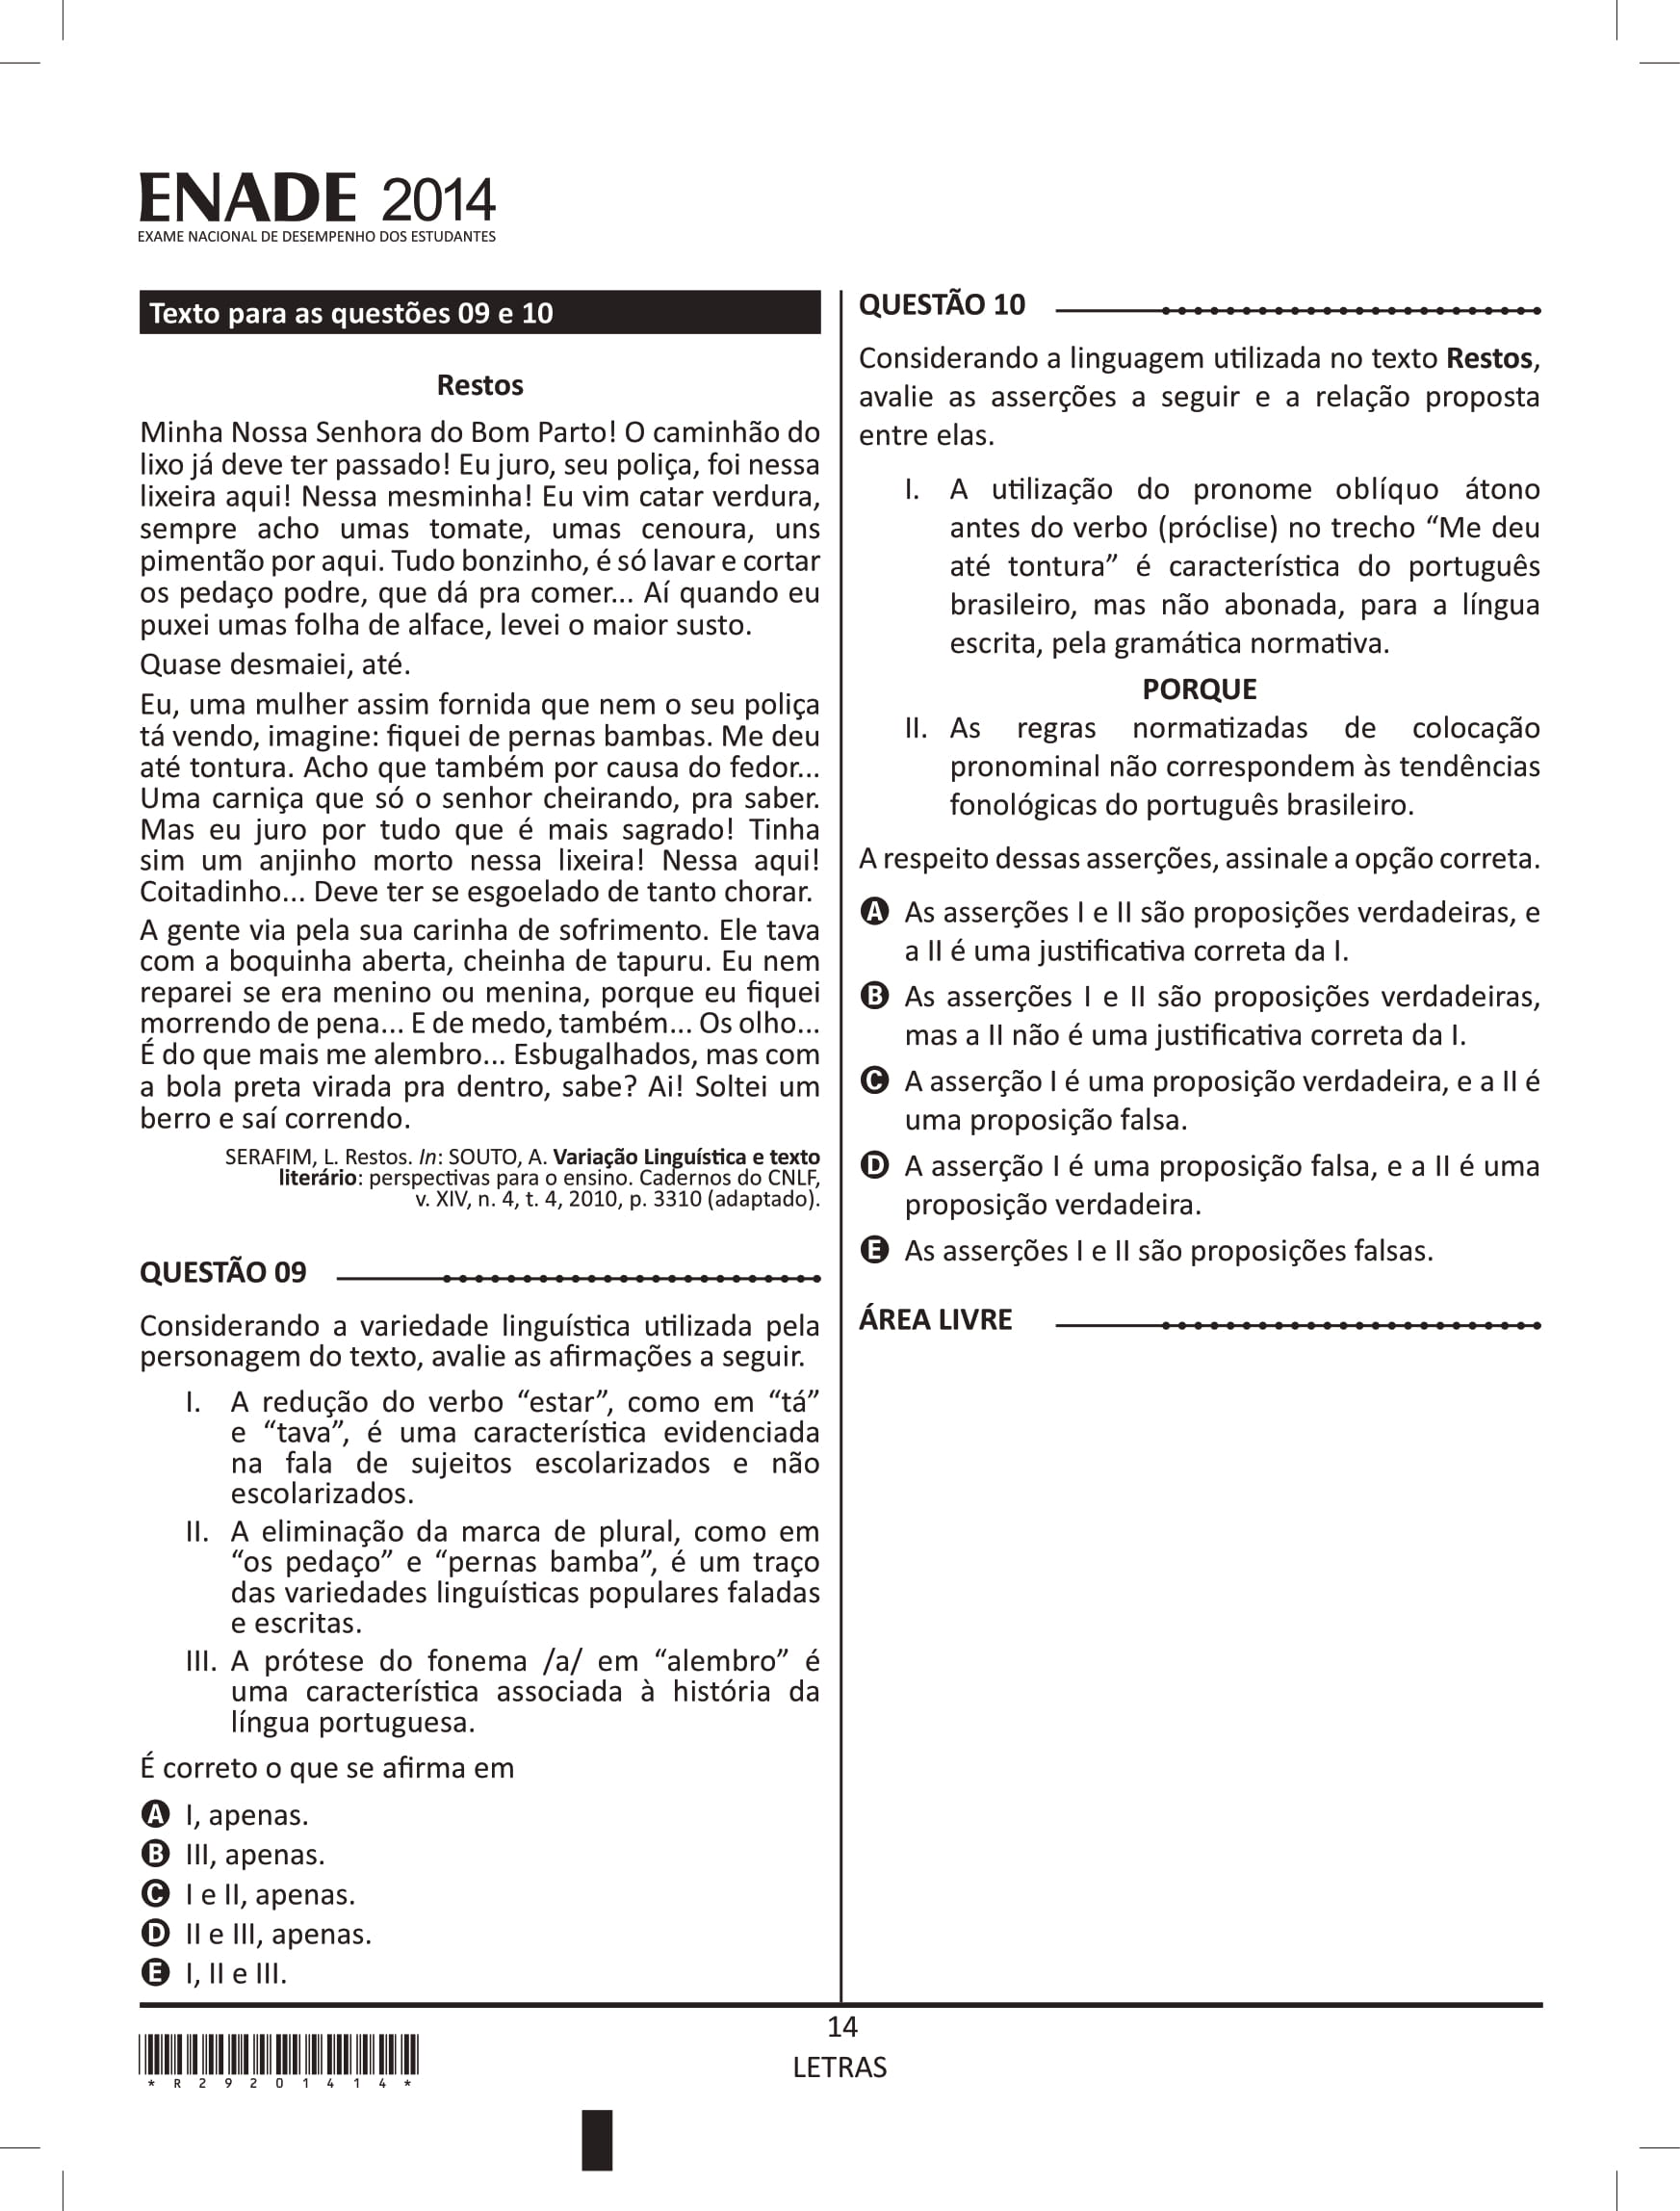 ENADE 2014
EXAME NACIONAL DE DESEMPENHO DOS ESTUDANTES
Texto para as questões 09 e 10
Restos
Minha Nossa Senhora do Bom Parto! O caminhão do
lixo já deve ter passado! Eu juro, seu poliça, foi nessa
lixeira aqui! Nessa mesminha! Eu vim catar verdura,
sempre acho umas tomate, umas cenoura, uns
pimentão por aqui. Tudo bonzinho, é só lavar e cortar
os pedaço podre, que dá pra comer... Aí quando eu
puxei umas folha de alface, levei o maior susto.
Quase desmaiei, até.
Eu, uma mulher assim fornida que nem o seu poliça
tá vendo, imagine: fiquei de pernas bambas. Me deu
até tontura. Acho que também por causa do fedor...
Uma carniça que só o senhor cheirando, pra saber.
Mas eu juro por tudo que é mais sagrado! Tinha
sim um anjinho morto nessa lixeira! Nessa aqui!
Coitadinho... Deve ter se esgoelado de tanto chorar.
A gente via pela sua carinha de sofrimento. Ele tava
com a boquinha aberta, cheinha de tapuru. Eu nem
reparei se era menino ou menina, porque eu fiquei
morrendo de pena... E de medo, também... Os olho...
É do que mais me alembro... Esbugalhados, mas com
a bola preta virada pra dentro, sabe? Ai! Soltei um
berro e saí correndo.
SERAFIM, L. Restos. In: SOUTO, A. Variação Linguística e texto
literário: perspectivas para o ensino. Cadernos do CNLF,
v. XIV, n. 4, t. 4, 2010, p. 3310 (adaptado).
QUESTÃO 09
Considerando a variedade linguística utilizada pela
personagem do texto, avalie as afirmações a seguir.
I. A redução do verbo “estar”, como em “tá”
e “tava”, é uma característica evidenciada
na fala de sujeitos escolarizados e não
escolarizados.
II. A eliminação da marca de plural, como em
“os pedaço” e “pernas bamba”, é um traço
das variedades linguísticas populares faladas
e escritas.
III. A prótese do fonema /a/ em “alembro” é
uma característica associada à história da
língua portuguesa.
É correto o que se afirma em
A I, apenas.
B III, apenas.
C I e II, apenas.
D II e III, apenas.
E I, II e III.
QUESTÃO 10
Considerando a linguagem utilizada no texto Restos,
avalie as asserções a seguir e a relação proposta
entre elas.
I. A utilização do pronome oblíquo átono
antes do verbo (próclise) no trecho “Me deu
até tontura” é característica do português
brasileiro, mas não abonada, para a língua
escrita, pela gramática normativa.
PORQUE
II. As regras normatizadas de colocação
pronominal não correspondem às tendências
fonológicas do português brasileiro.
A respeito dessas asserções, assinale a opção correta.
A As asserções I e II são proposições verdadeiras, e
a II é uma justificativa correta da I.
B As asserções I e II são proposições verdadeiras,
mas a II não é uma justificativa correta da I.
C A asserção I é uma proposição verdadeira, e a II é
uma proposição falsa.
D A asserção I é uma proposição falsa, e a II é uma
proposição verdadeira.
E As asserções I e II são proposições falsas.
ÁREA LIVRE
14
LETRAS
* R 2 9 2 0 1 4 1 4 *